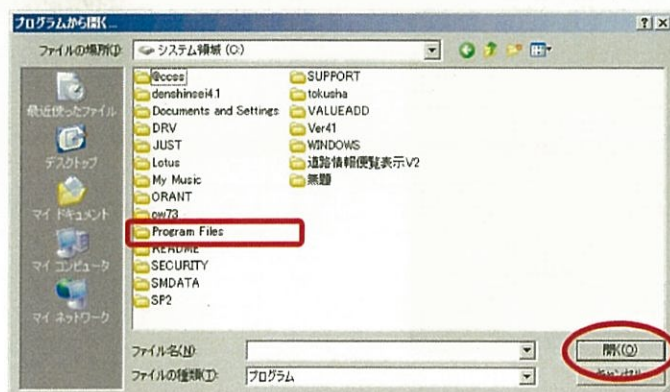 プログラムから開く...
ファイルの場所(I):
システム領域 (C:)
最近使ったファイル
デスクトップ
マイ ドキュメント
マイ コンピュータ
マイ ネットワーク
@ccss
denshinsei4.1
Documents and Settings
DRV
JUST
Lotus
My Music
ORANT
ow73
Program Files
README
SECURITY
SMDATA
SP2
SUPPORT
tokusha
VALUEADD
Ver41
WINDOWS
道路情報便覧表示V2
無題
ファイル名(N):
開く(O)
ファイルの種類(T):
プログラム
キャンセル